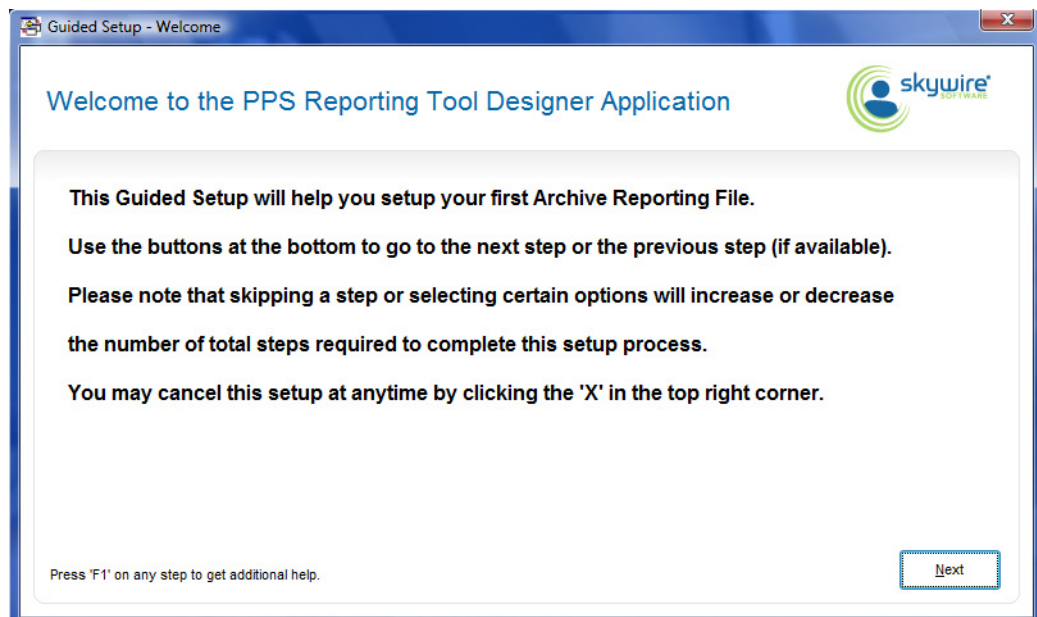 Guided Setup - Welcome
X
Welcome to the PPS Reporting Tool Designer Application
skywire
SOFTWARE
This Guided Setup will help you setup your first Archive Reporting File.
Use the buttons at the bottom to go to the next step or the previous step (if available).
Please note that skipping a step or selecting certain options will increase or decrease
the number of total steps required to complete this setup process.
You may cancel this setup at anytime by clicking the 'X' in the top right corner.
Press 'F1' on any step to get additional help.
Next